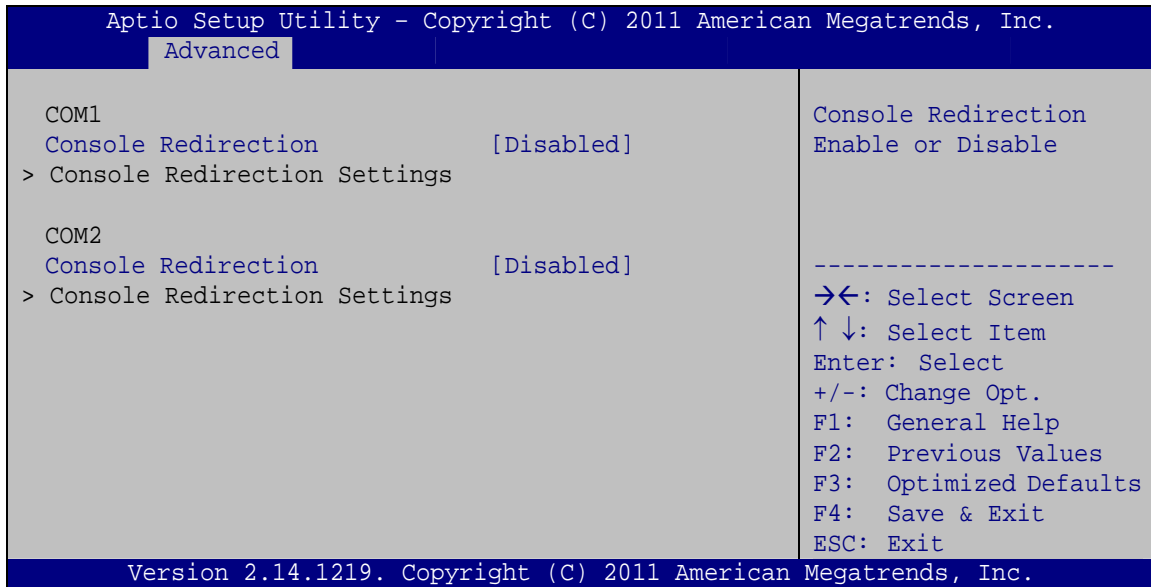 Aptio Setup Utility – Copyright (C) 2011 American Megatrends, Inc.
Advanced
COM1
Console Redirection [Disabled]
> Console Redirection Settings
COM2
Console Redirection [Disabled]
> Console Redirection Settings
Console Redirection
Enable or Disable
---------------------
→←: Select Screen
↑ ↓: Select Item
Enter: Select
+/-: Change Opt.
F1: General Help
F2: Previous Values
F3: Optimized Defaults
F4: Save & Exit
ESC: Exit
Version 2.14.1219. Copyright (C) 2011 American Megatrends, Inc.